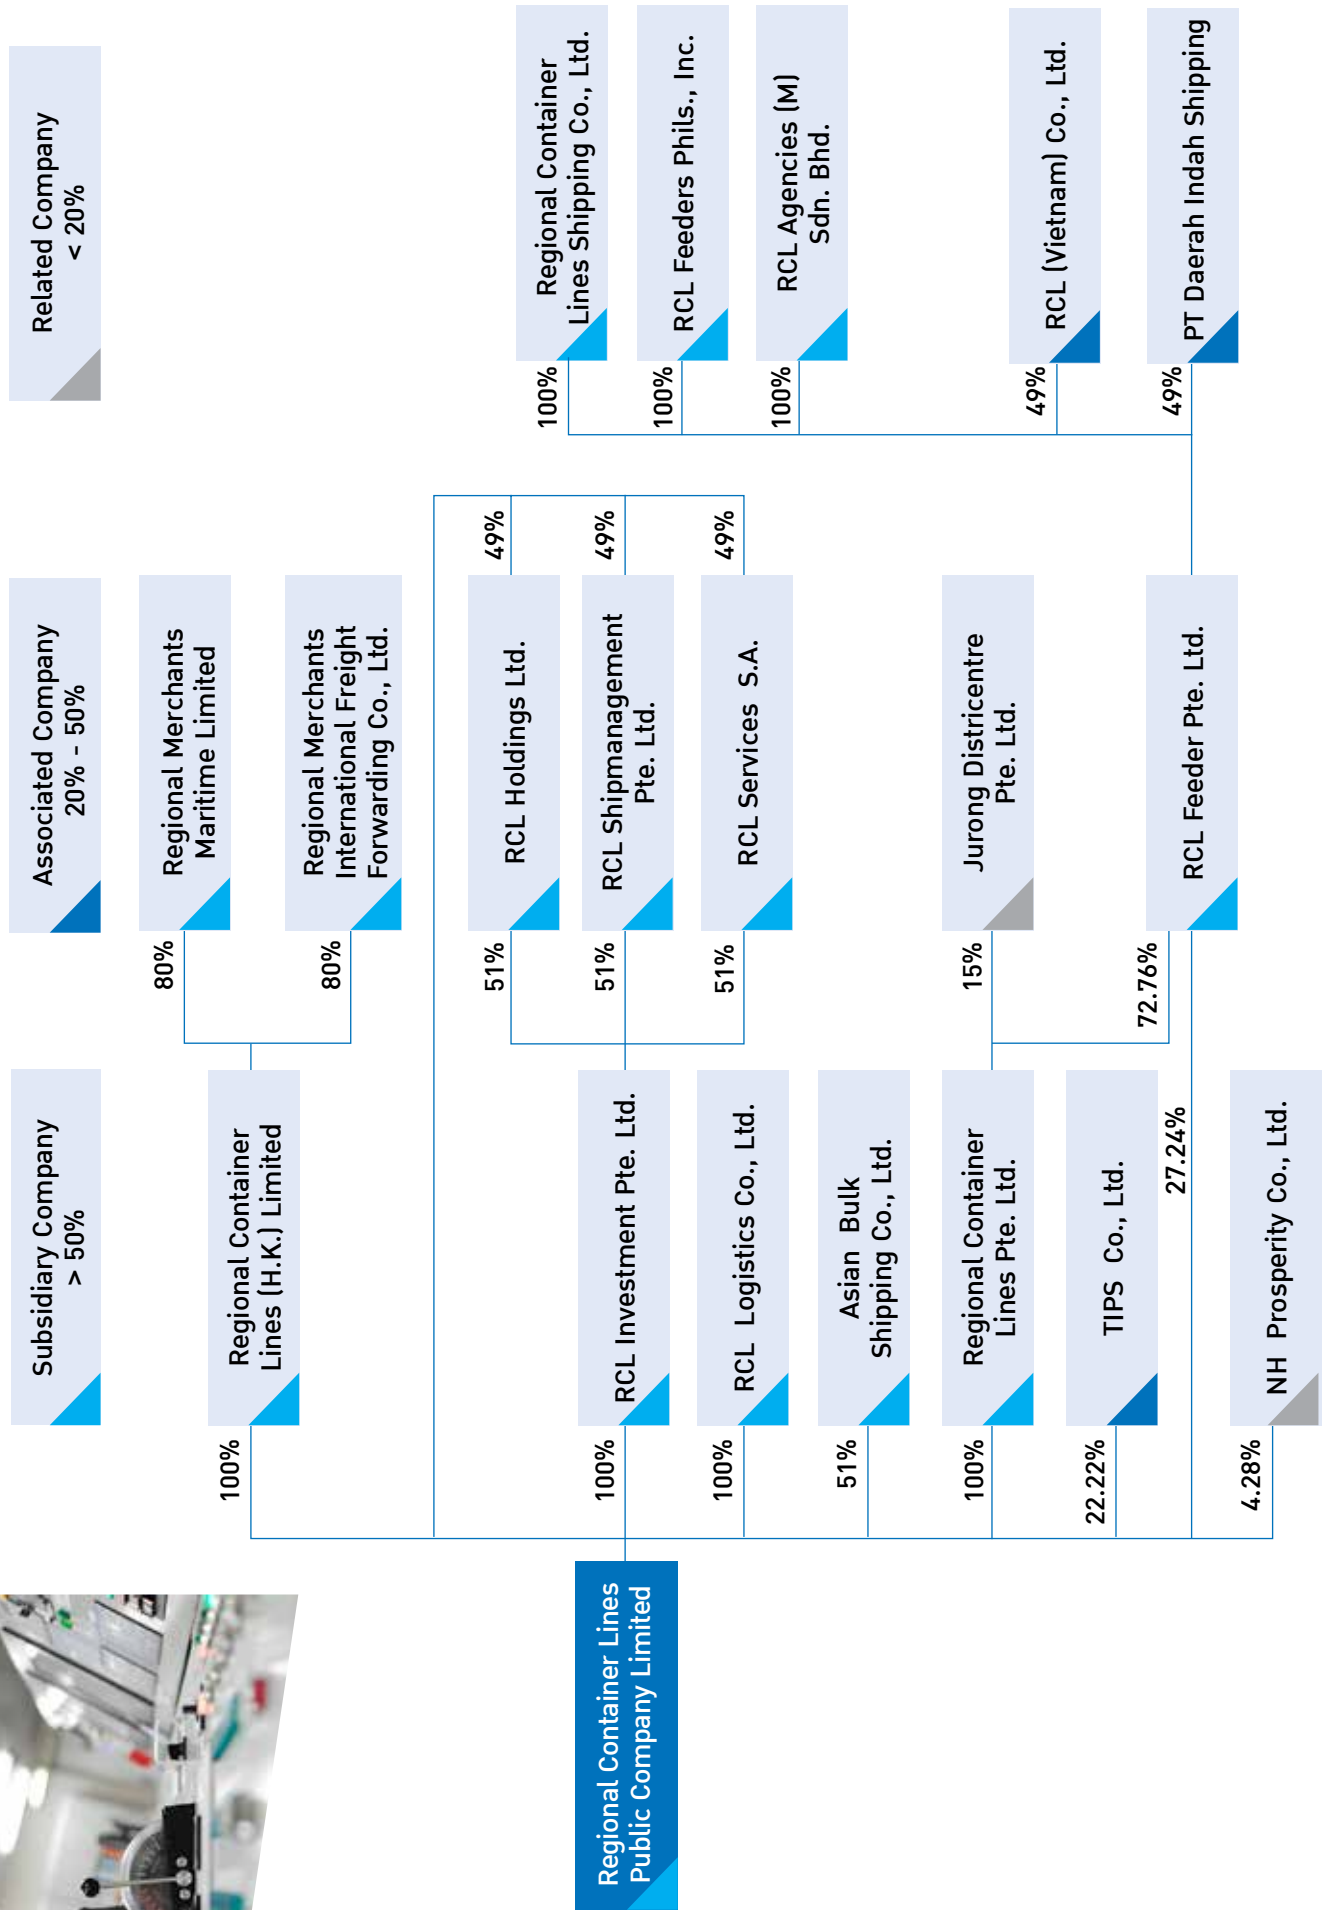 Subsidiary Company
> 50%
Associated Company
20% - 50%
Related Company
< 20%
Regional Container Lines
Public Company Limited
100%
Regional Container
Lines (H.K.) Limited
80%
Regional Merchants
Maritime Limited
80%
Regional Merchants
International Freight
Forwarding Co., Ltd.
100%
RCL Investment Pte. Ltd.
51%
RCL Holdings Ltd.
49%
51%
RCL Shipmanagement
Pte. Ltd.
49%
51%
RCL Services S.A.
49%
100%
RCL Logistics Co., Ltd.
51%
Asian Bulk
Shipping Co., Ltd.
100%
Regional Container
Lines Pte. Ltd.
15%
Jurong Districentre
Pte. Ltd.
72.76%
RCL Feeder Pte. Ltd.
22.22%
TIPS Co., Ltd.
27.24%
4.28%
NH Prosperity Co., Ltd.
100%
Regional Container
Lines Shipping Co., Ltd.
100%
RCL Feeders Phils., Inc.
100%
RCL Agencies (M)
Sdn. Bhd.
49%
RCL (Vietnam) Co., Ltd.
49%
PT Daerah Indah Shipping